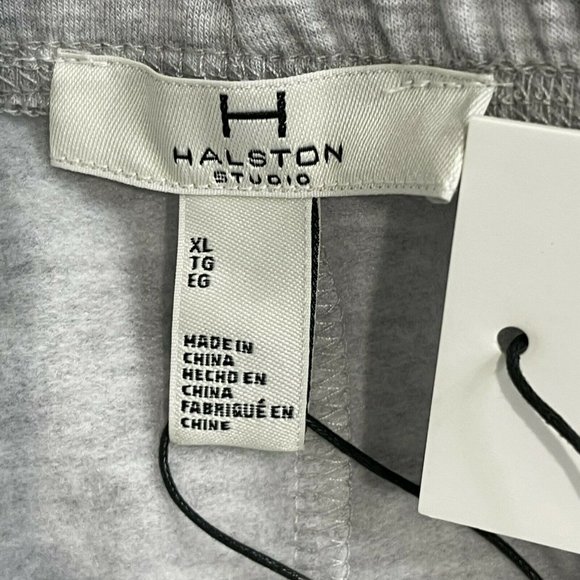 H
HALSTON
STUDIO
XL
TG
EG
MADE IN
CHINA
HECHO EN
CHINA
FABRIQUÉ EN
CHINE